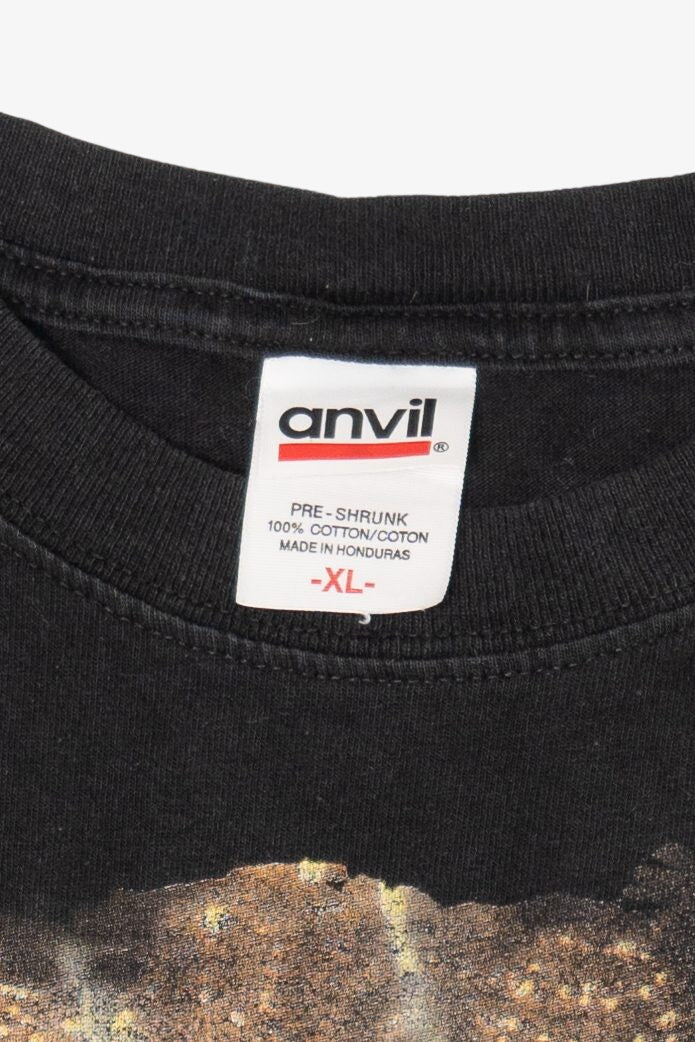 anvil®
PRE-SHRUNK
100% COTTON/COTON
MADE IN HONDURAS
-XL-